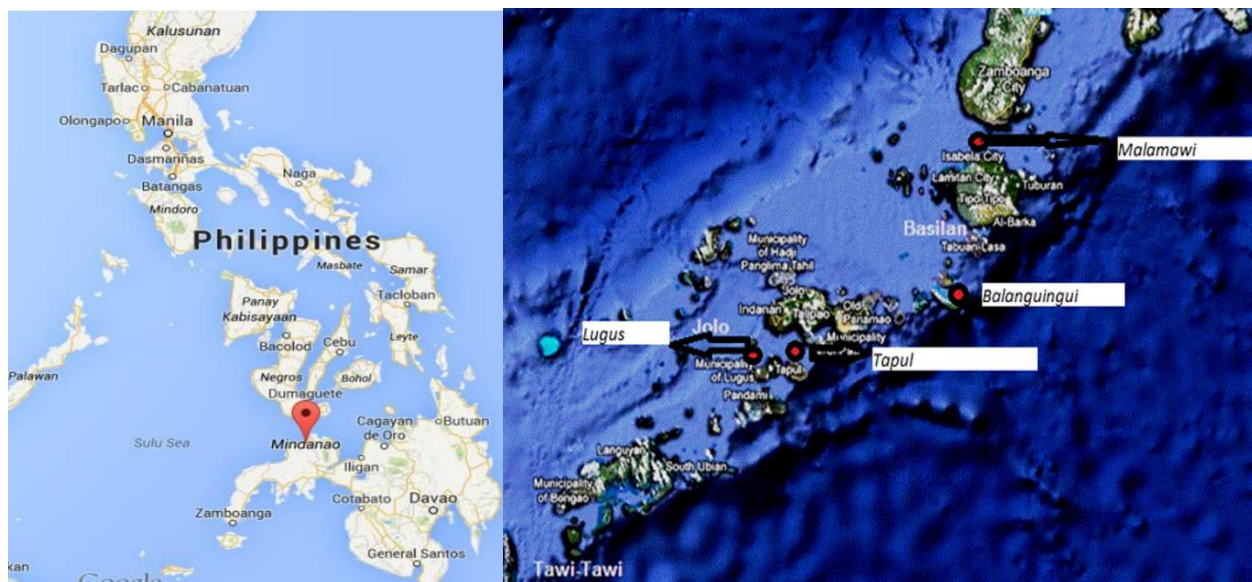 Kalusunan
Dagupan
Tarlac
Cabanatuan
Olongapo
Manila
Dasmariñas
Batangas
Naga
Mindoro
Philippines
Masbate
Samar
Panay
Kabisayaan
Tacloban
Bacolod
Cebu
Leyte
Palawan
Negros
Bohol
Dumaguete
Cagayan
de Oro
Butuan
Sulu Sea
Mindanao
Iligan
Cotabato
Davao
Zamboanga
General Santos
Google
Zamboanga
City
Malamawi
Isabela City
Lamitan City
Tuburan
Tipo-Tipo
Al-Barka
Basilan
Tabuan-Lasa
Municipality
of Hadji
Panglima Tahil
Balanguingui
Jolo
Indanan
Talipao
Old
Panamao
Lugus
Jolo
Municipality
Municipality
of Lugus
Tapul
Tapul
Pandami
Languyan
South Ubian
Municipality
of Bongao
Tawi-Tawi